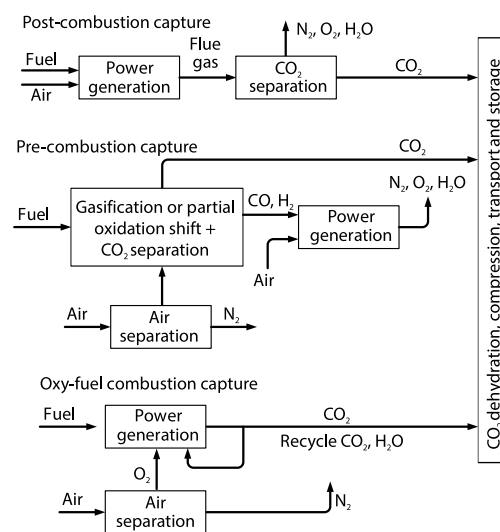 Post-combustion capture
N₂, O₂, H₂O
Fuel
Air
Power
generation
Flue
gas
CO₂
separation
CO₂
Pre-combustion capture
CO₂
Fuel
Gasification or partial
oxidation shift +
CO₂ separation
CO, H₂
N₂, O₂, H₂O
Power
generation
Air
Air
Air
separation
N₂
Oxy-fuel combustion capture
Fuel
Power
generation
CO₂
Recycle CO₂, H₂O
O₂
Air
Air
separation
N₂
CO₂ dehydration, compression, transport and storage